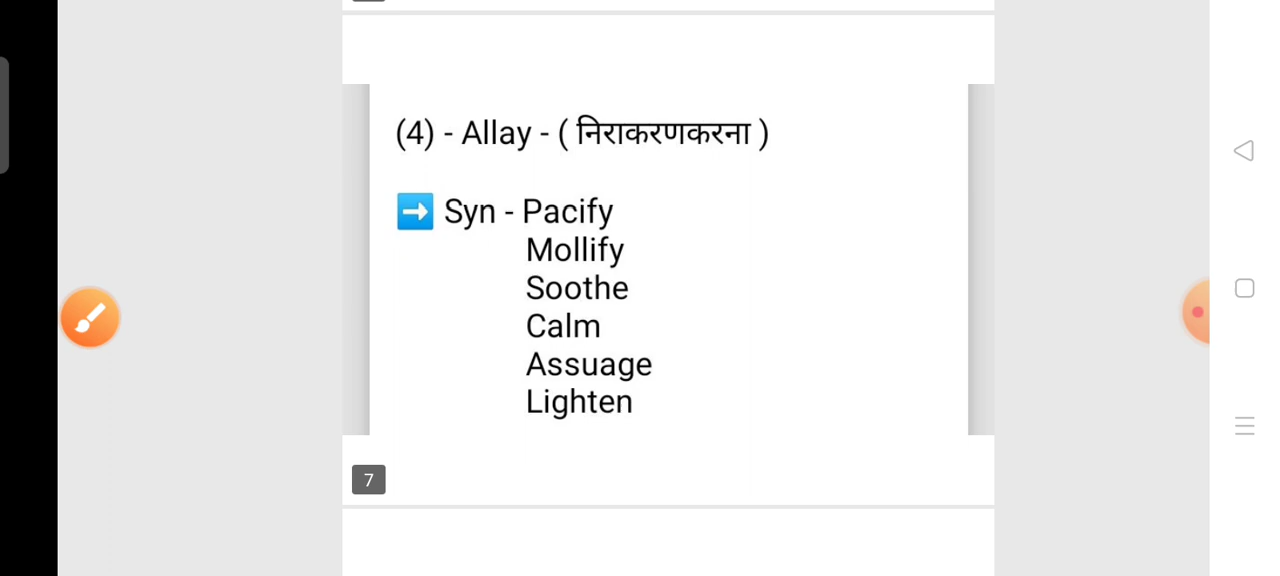 (4) - Allay - ( निराकरणकरना )
➡️ Syn - Pacify
Mollify
Soothe
Calm
Assuage
Lighten
7